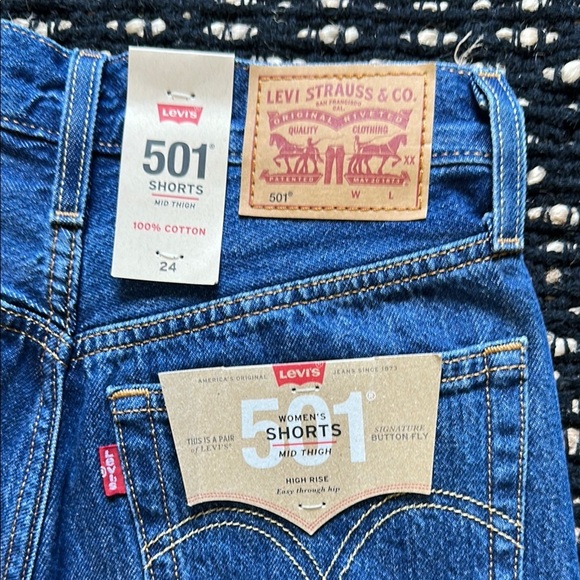 Levi's
501®
SHORTS
MID THIGH
100% COTTON
24
LEVI STRAUSS & CO.
SAN FRANCISCO
CAL.
ORIGINAL RIVETED
QUALITY CLOTHING
XX
PATENTED MAY 20 1873
501® W L
AMERICA'S ORIGINAL Levi's JEANS SINCE 1873
501®
WOMEN'S
SHORTS
MID THIGH
THIS IS A PAIR
of LEVI'S®
SIGNATURE
BUTTON FLY
HIGH RISE
Easy through hip
LEVI'S